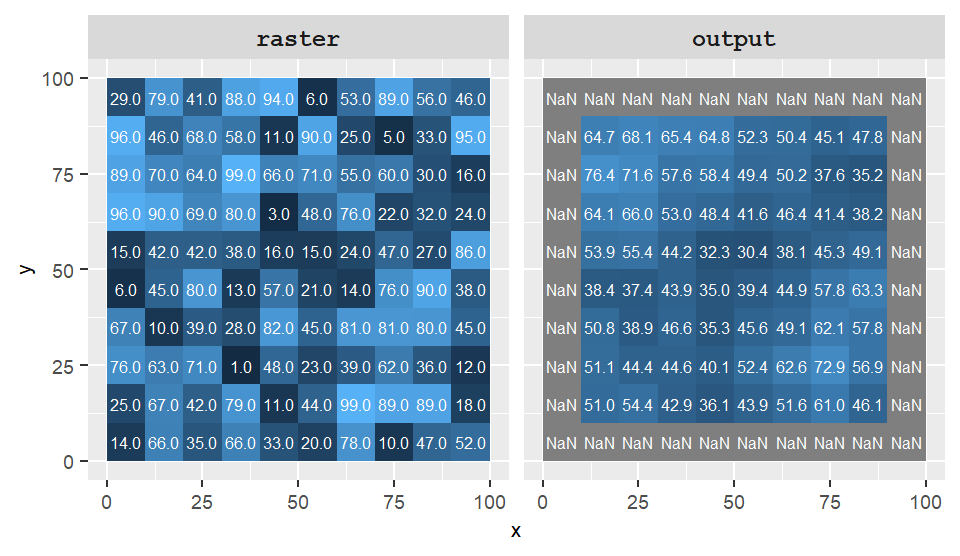 raster output
100 29.0 79.0 41.0 88.0 94.0 6.0 53.0 89.0 56.0 46.0 NaN NaN NaN NaN NaN NaN NaN NaN NaN NaN
96.0 46.0 68.0 58.0 11.0 90.0 25.0 5.0 33.0 95.0 NaN 64.7 68.1 65.4 64.8 52.3 50.4 45.1 47.8 NaN
75 89.0 70.0 64.0 99.0 66.0 71.0 55.0 60.0 30.0 16.0 NaN 76.4 71.6 57.6 58.4 49.4 50.2 37.6 35.2 NaN
96.0 90.0 69.0 80.0 3.0 48.0 76.0 22.0 32.0 24.0 NaN 64.1 66.0 53.0 48.4 41.6 46.4 41.4 38.2 NaN
15.0 42.0 42.0 38.0 16.0 15.0 24.0 47.0 27.0 86.0 NaN 53.9 55.4 44.2 32.3 30.4 38.1 45.3 49.1 NaN
y 50
6.0 45.0 80.0 13.0 57.0 21.0 14.0 76.0 90.0 38.0 NaN 38.4 37.4 43.9 35.0 39.4 44.9 57.8 63.3 NaN
67.0 10.0 39.0 28.0 82.0 45.0 81.0 81.0 80.0 45.0 NaN 50.8 38.9 46.6 35.3 45.6 49.1 62.1 57.8 NaN
25 76.0 63.0 71.0 1.0 48.0 23.0 39.0 62.0 36.0 12.0 NaN 51.1 44.4 44.6 40.1 52.4 62.6 72.9 56.9 NaN
25.0 67.0 42.0 79.0 11.0 44.0 99.0 89.0 89.0 18.0 NaN 51.0 54.4 42.9 36.1 43.9 51.6 61.0 46.1 NaN
14.0 66.0 35.0 66.0 33.0 20.0 78.0 10.0 47.0 52.0 NaN NaN NaN NaN NaN NaN NaN NaN NaN NaN
0
0 25 50 75 100 0 25 50 75 100
x